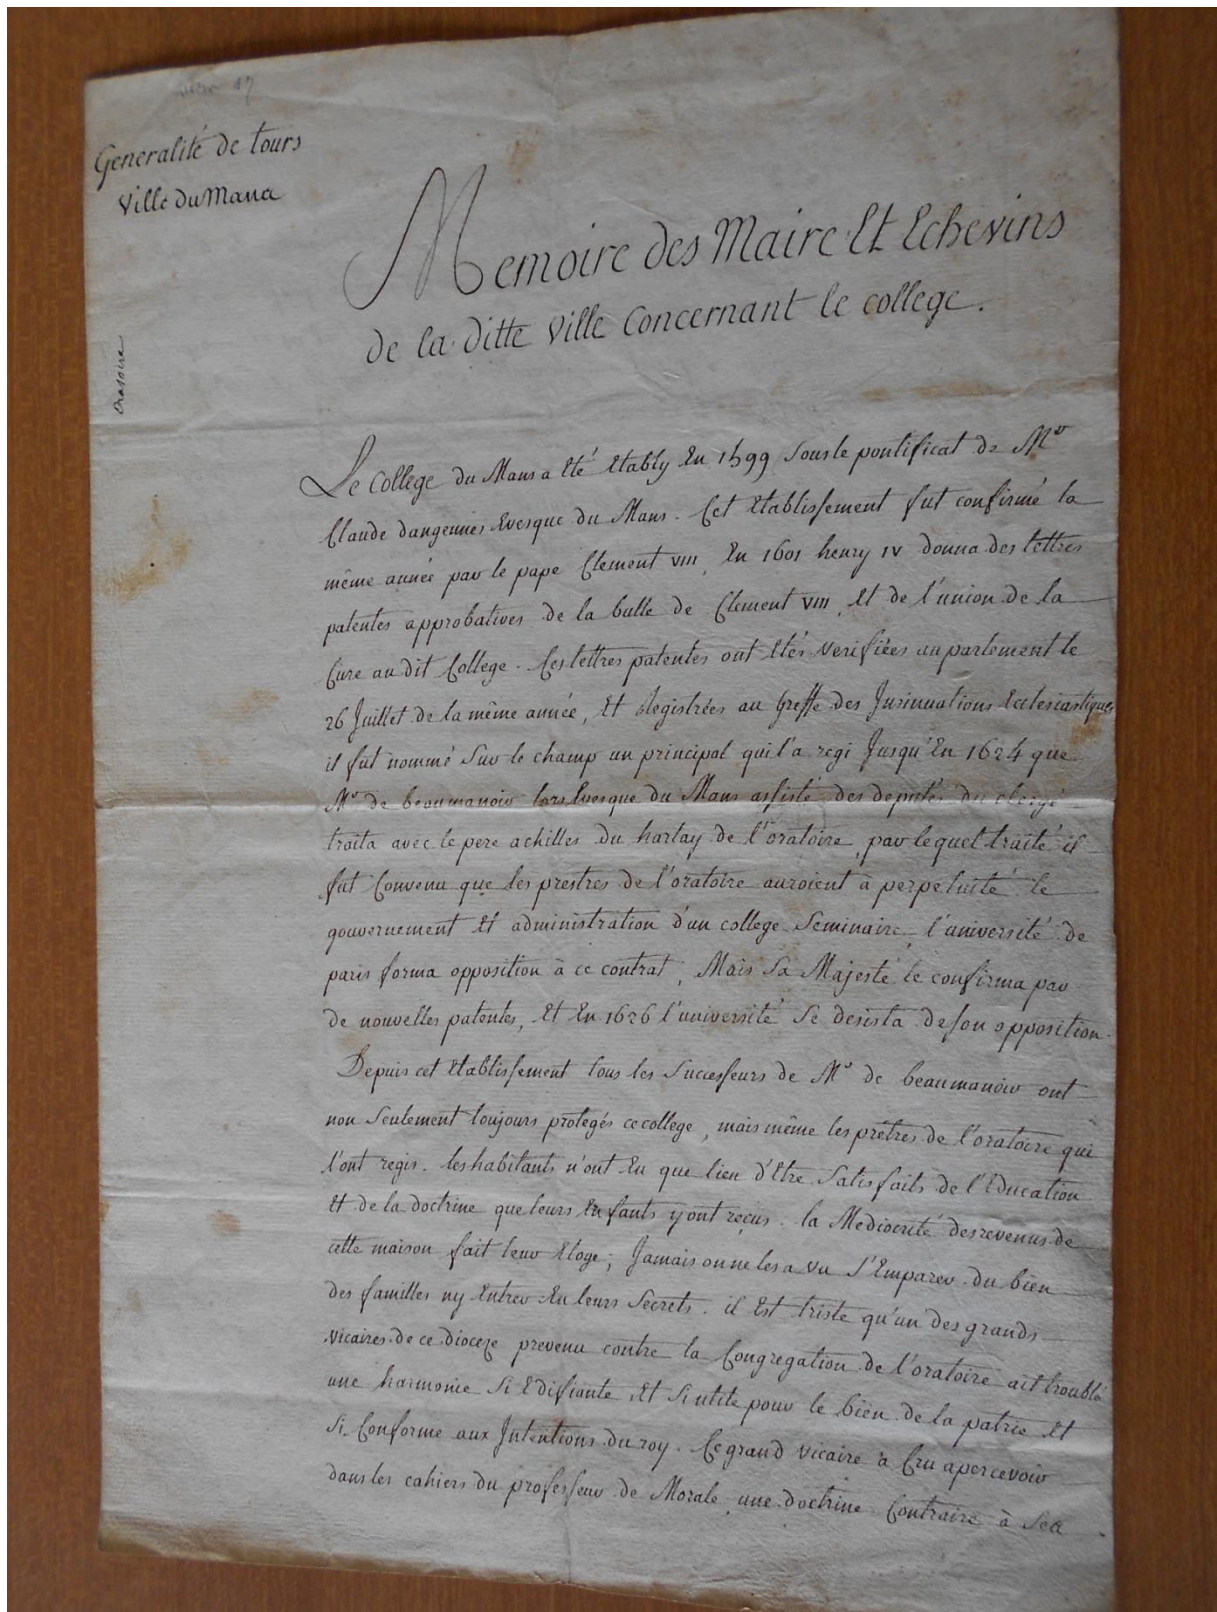 Generalité de tours
Ville du Mans
Memoire des Maire Et Echevins
de la ditte Ville Concernant le college.
oratoire
Le College du Mans a Eté Etably En 1599 sous le pontificat de Mr
Claude dangennes Evesque du Mans. Cet Etablissement fut confirmé la
même année par le pape Clement VIII, En 1601 henry IV donna des lettres
patentes approbatives de la bulle de Clement VIII, Et de l'union de la
Cure au dit College. Ces lettres patentes ont Etés verifiées au parlement le
26 Juillet de la même année, Et Registrées au Greffe des Insinuations Ecclesiastiques
il fut nommé sur le champ un principal qui l'a regi Jusqu'En 1624 que
Mr de beaumanoir lors Evesque du Mans assisté des deputés du clergé
traita avec le pere achilles du harlay de l'oratoire, par lequel traité il
fut Convenu que les prestres de l'oratoire auroient à perpetuité le
gouvernement Et administration d'un college Seminaire, l'université de
paris forma opposition à ce contrat, Mais Sa Majesté le confirma par
de nouvelles patentes, Et En 1626 l'université Se desista de son opposition.
Depuis cet Etablissement tous les Successeurs de Mr de beaumanoir ont
non Seulement toujours protegés ce college, mais même les prêtres de l'oratoire qui
l'ont regis. les habitants n'ont Eu que lieu d'Etre Satisfaits de l'Education
Et de la doctrine que leurs Enfants y ont reçus. la Mediocrité des revenus de
cette maison fait leur Eloge; Jamais on ne les a vu s'Emparer du bien
des familles ny Entrer En leurs Secrets. il Est triste qu'un des grands
vicaires de ce Dioceze prevenu contre la Congregation de l'oratoire ait troublé
une harmonie Si Edifiante Et Si utile pour le bien de la patrie Et
Si Conforme aux Intentions du roy. Ce grand vicaire a Cru apercevoir
dans les cahiers du professeur de Morale une doctrine Contraire à Sea